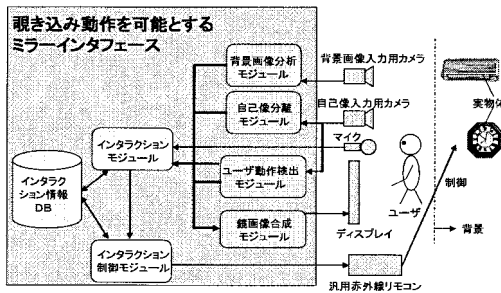 覗き込み動作を可能とする
ミラーインタフェース
背景画像分析
モジュール
背景画像入力用カメラ
自己像分離
モジュール
自己像入力用カメラ
実物体
マイク
インタラクション
モジュール
ユーザ動作検出
モジュール
インタラク
ション情報
DB
ユーザ
制御
鏡画像合成
モジュール
ディスプレイ
背景
インタラクション
制御モジュール
汎用赤外線リモコン